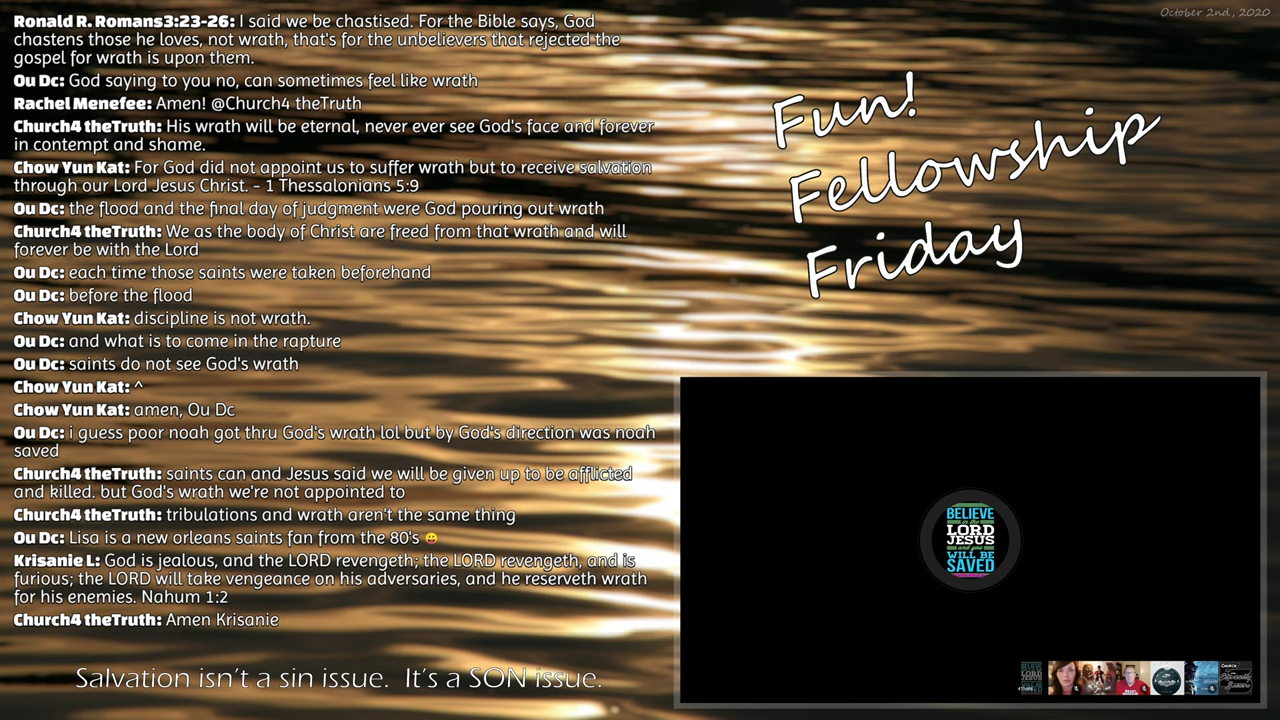 October 2nd, 2020
Ronald R. Romans3:23-26: I said we be chastised. For the Bible says, God
chastens those he loves, not wrath, that's for the unbelievers that rejected the
gospel for wrath is upon them.
Ou Dc: God saying to you no, can sometimes feel like wrath
Rachel Menefee: Amen! @Church4 theTruth
Church4 theTruth: His wrath will be eternal, never ever see God's face and forever
in contempt and shame.
Chow Yun Kat: For God did not appoint us to suffer wrath but to receive salvation
through our Lord Jesus Christ. - 1 Thessalonians 5:9
Ou Dc: the flood and the final day of judgment were God pouring out wrath
Church4 theTruth: We as the body of Christ are freed from that wrath and will
forever be with the Lord
Ou Dc: each time those saints were taken beforehand
Ou Dc: before the flood
Chow Yun Kat: discipline is not wrath.
Ou Dc: and what is to come in the rapture
Ou Dc: saints do not see God's wrath
Chow Yun Kat: ^
Chow Yun Kat: amen, Ou Dc
Ou Dc: i guess poor noah got thru God's wrath lol but by God's direction was noah
saved
Church4 theTruth: saints can and Jesus said we will be given up to be afflicted
and killed. but God's wrath we're not appointed to
Church4 theTruth: tribulations and wrath aren't the same thing
Ou Dc: Lisa is a new orleans saints fan from the 80's 😛
Krisanie L: God is jealous, and the LORD revengeth; the LORD revengeth, and is
furious; the LORD will take vengeance on his adversaries, and he reserveth wrath
for his enemies. Nahum 1:2
Church4 theTruth: Amen Krisanie
Salvation isn't a sin issue. It's a SON issue.
Fun!
Fellowship
Friday
BELIEVE
in the
LORD
JESUS
and you
WILL BE
SAVED